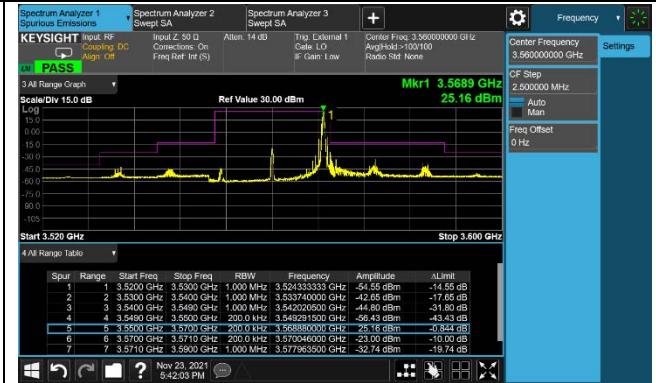 Spectrum Analyzer 1
Spurious Emissions
Spectrum Analyzer 2
Swept SA
Spectrum Analyzer 3
Swept SA
Frequency
KEYSIGHT
Input: RF
Coupling: DC
Align: Off
Input Z: 50 Ω
Corrections: On
Freq Ref: Int (S)
Atten: 14 dB
Trig: External 1
Gate: LO
IF Gain: Low
Center Freq: 3.560000000 GHz
Avg|Hold:>100/100
Radio Std: None
PASS
Center Frequency
3.560000000 GHz
Settings
CF Step
2.500000 MHz
Auto
Man
Freq Offset
0 Hz
3 All Range Graph
Mkr1 3.5689 GHz
25.16 dBm
Scale/Div 15.0 dB
Ref Value 30.00 dBm
Log
15.0
0.00
-15.0
-30.0
-45.0
-60.0
-75.0
-90.0
-105
1
Start 3.520 GHz
Stop 3.600 GHz
4 All Range Table
Spur Range Start Freq Stop Freq RBW Frequency Amplitude ΔLimit
1 1 3.5200 GHz 3.5300 GHz 1.000 MHz 3.524333333 GHz -54.55 dBm -14.55 dB
2 2 3.5300 GHz 3.5400 GHz 1.000 MHz 3.533740000 GHz -42.65 dBm -17.65 dB
3 3 3.5400 GHz 3.5490 GHz 1.000 MHz 3.542020500 GHz -44.80 dBm -31.80 dB
4 4 3.5490 GHz 3.5500 GHz 200.0 kHz 3.549291500 GHz -56.43 dBm -43.43 dB
5 5 3.5500 GHz 3.5700 GHz 200.0 kHz 3.568880000 GHz 25.16 dBm -0.844 dB
6 6 3.5700 GHz 3.5710 GHz 200.0 kHz 3.570046000 GHz -23.00 dBm -10.00 dB
7 7 3.5710 GHz 3.5900 GHz 1.000 MHz 3.577963500 GHz -32.74 dBm -19.74 dB
Nov 23, 2021
5:42:03 PM